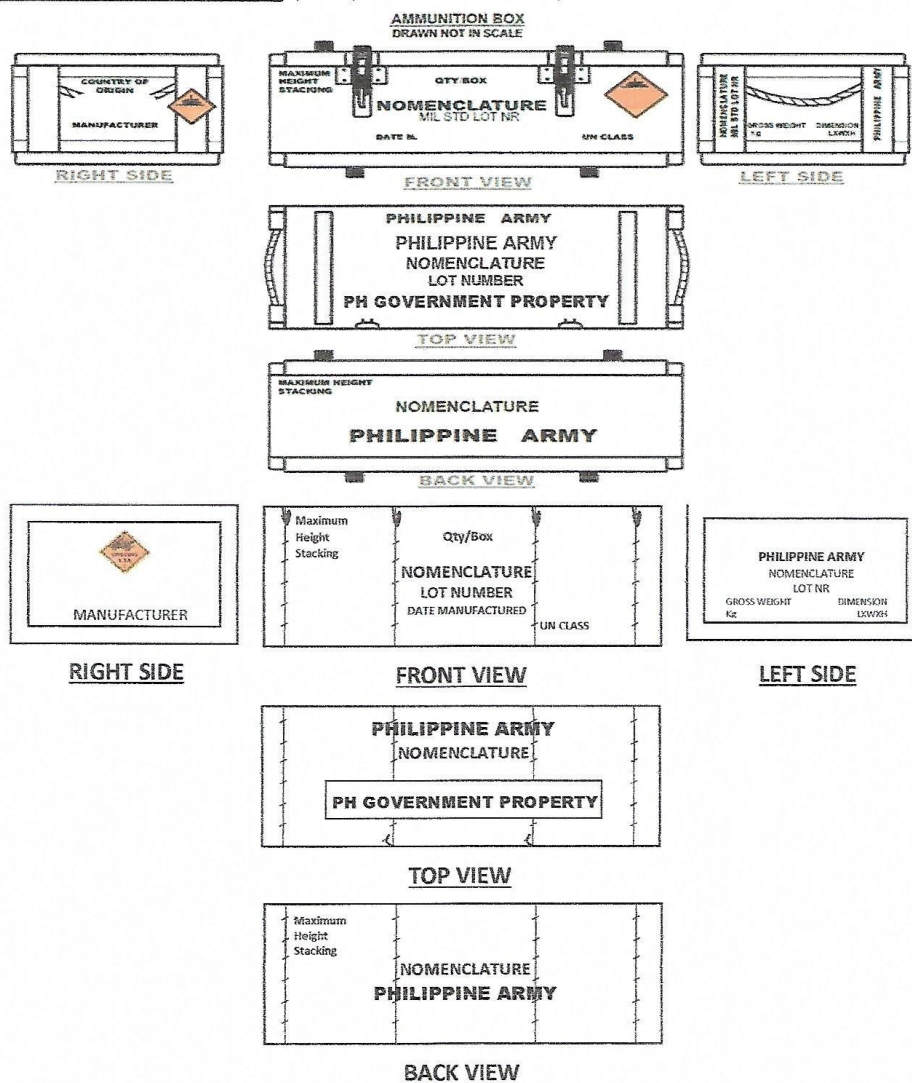 AMMUNITION BOX
DRAWN NOT IN SCALE
COUNTRY OF
ORIGIN
MANUFACTURER
RIGHT SIDE
MAXIMUM
HEIGHT
STACKING
QTY/BOX
NOMENCLATURE
MIL STD LOT NR
DATE M.
UN CLASS
FRONT VIEW
NOMENCLATURE
MIL STD LOT NR
GROSS WEIGHT DIMENSION
Kg LXWXH
PHILIPPINE ARMY
LEFT SIDE
PHILIPPINE ARMY
PHILIPPINE ARMY
NOMENCLATURE
LOT NUMBER
PH GOVERNMENT PROPERTY
TOP VIEW
MAXIMUM HEIGHT
STACKING
NOMENCLATURE
PHILIPPINE ARMY
BACK VIEW
MANUFACTURER
RIGHT SIDE
Maximum
Height
Stacking
Qty/Box
NOMENCLATURE
LOT NUMBER
DATE MANUFACTURED
UN CLASS
FRONT VIEW
PHILIPPINE ARMY
NOMENCLATURE
LOT NR
GROSS WEIGHT DIMENSION
Kg LXWXH
LEFT SIDE
PHILIPPINE ARMY
NOMENCLATURE
PH GOVERNMENT PROPERTY
TOP VIEW
Maximum
Height
Stacking
NOMENCLATURE
PHILIPPINE ARMY
BACK VIEW